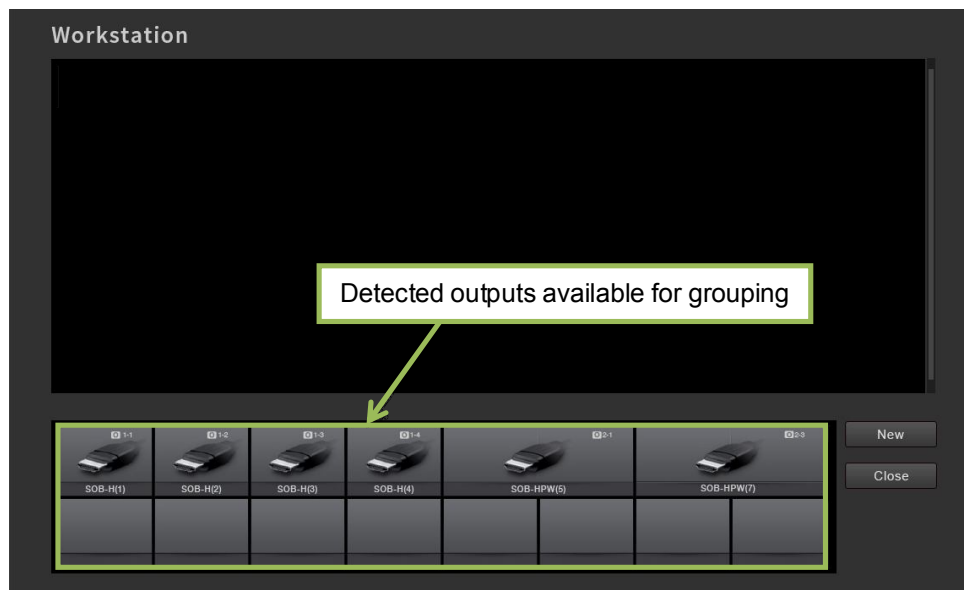 Workstation
Detected outputs available for grouping
O 1-1
O 1-2
O 1-3
O 1-4
O 2-1
O 2-3
SOB-H(1)
SOB-H(2)
SOB-H(3)
SOB-H(4)
SOB-HPW(5)
SOB-HPW(7)
New
Close